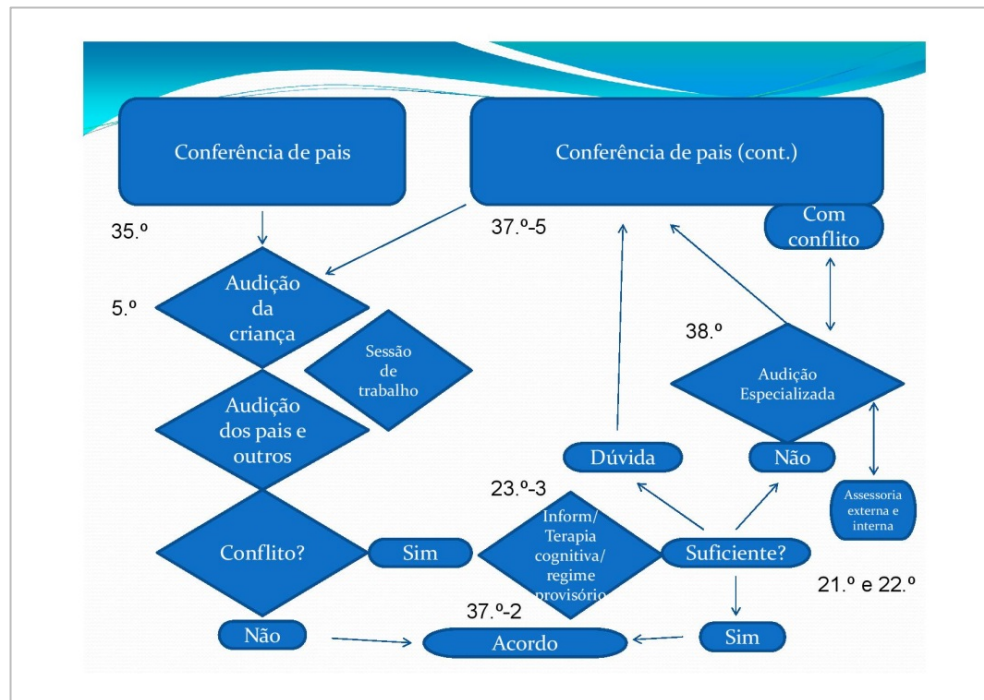 Conferência de pais
Conferência de pais (cont.)
Com
conflito
35.º
37.º-5
5.º
Audição
da
criança
Sessão
de
trabalho
38.º
Audição
Especializada
Audição
dos pais e
outros
Dúvida
Não
23.º-3
Assessoria
externa e
interna
Conflito?
Sim
Inform/
Terapia
cognitiva/
regime
provisório
Suficiente?
21.º e 22.º
37.º-2
Não
Acordo
Sim